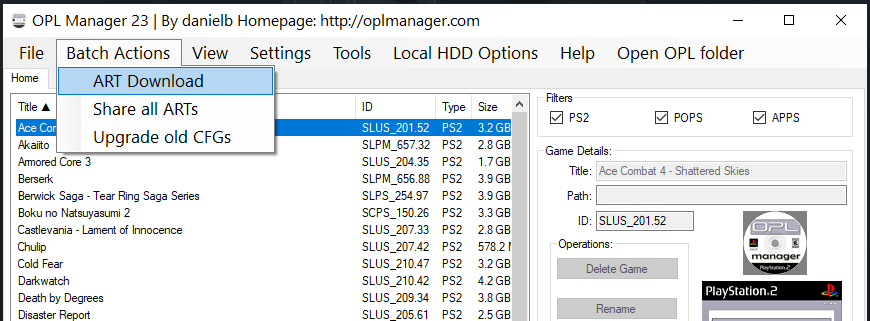 OPL Manager 23 | By danielb Homepage: http://oplmanager.com
File Batch Actions View Settings Tools Local HDD Options Help Open OPL folder
Home
ART Download
Share all ARTs
Upgrade old CFGs
Title ID Type Size
Ace Comb SLUS_201.52 PS2 3.2 GB
Akaiito SLPM_657.32 PS2 2.8 GB
Armored Core 3 SLUS_204.35 PS2 1.7 GB
Berserk SLPM_656.88 PS2 3.9 GB
Berwick Saga - Tear Ring Saga Series SLPS_254.97 PS2 3.9 GB
Boku no Natsuyasumi 2 SCPS_150.26 PS2 3.3 GB
Castlevania - Lament of Innocence SLUS_207.33 PS2 2.8 GB
Chulip SLUS_207.42 PS2 578.2 M
Cold Fear SLUS_210.47 PS2 2.2 GB
Darkwatch SLUS_210.42 PS2 4.2 GB
Death by Degrees SLUS_209.34 PS2 3.8 GB
Disaster Report SLUS_205.61 PS2 2.5 GB
Filters
PS2 POPS APPS
Game Details:
Title: Ace Combat 4 - Shattered Skies
Path:
ID: SLUS_201.52
Operations:
Delete Game
Rename
OPL
manager
PlayStation.2
PlayStation.2